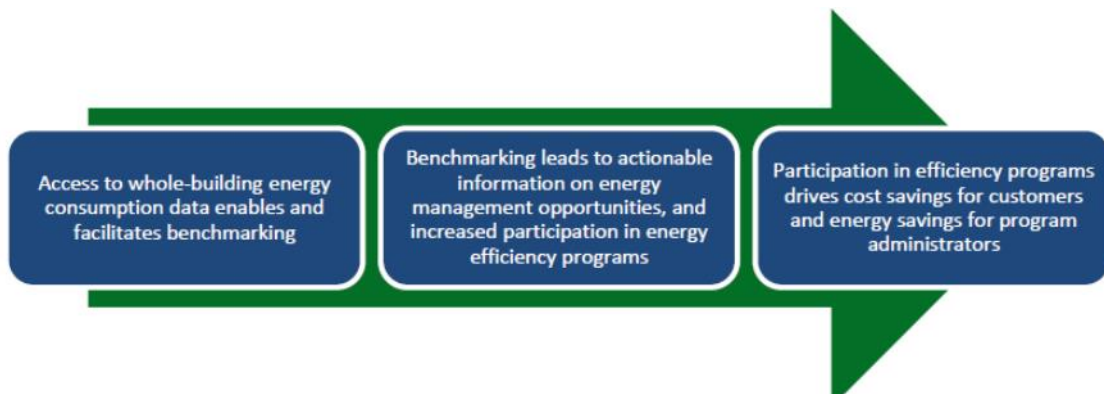 Access to whole-building energy
consumption data enables and
facilitates benchmarking
Benchmarking leads to actionable
information on energy
management opportunities, and
increased participation in energy
efficiency programs
Participation in efficiency programs
drives cost savings for customers
and energy savings for program
administrators